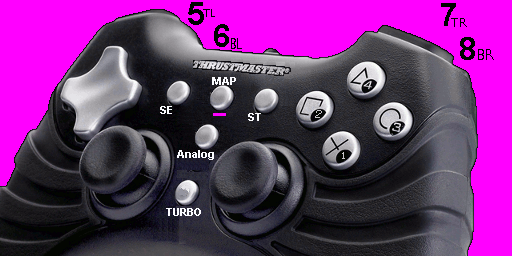 5TL
7TR
6BL
8BR
THRUSTMASTER®
MAP
4
SE
ST
2
3
Analog
1
TURBO